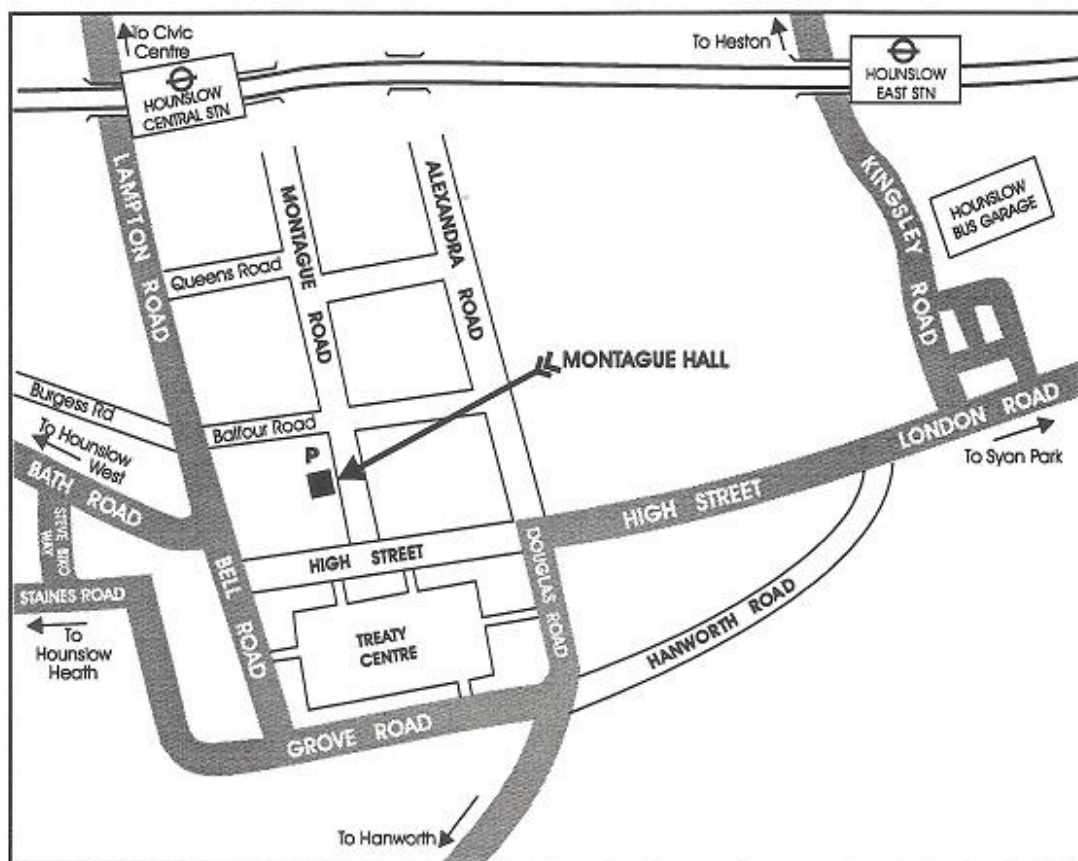 To Civic
Centre
To Heston
HOUNSLOW
CENTRAL STN
HOUNSLOW
EAST STN
LAMPTON ROAD
MONTAGUE
ROAD
ALEXANDRA
ROAD
KINGSLEY
ROAD
HOUNSLOW
BUS GARAGE
Queens Road
MONTAGUE HALL
Burgess Rd
Balfour Road
P
To Hounslow
West
BATH ROAD
LONDON ROAD
To Syon Park
HIGH STREET
STEVE BIKO
WAY
HIGH STREET
BELL
ROAD
DOUGLAS ROAD
STAINES ROAD
To
Hounslow
Heath
TREATY
CENTRE
HANWORTH ROAD
GROVE ROAD
To Hanworth